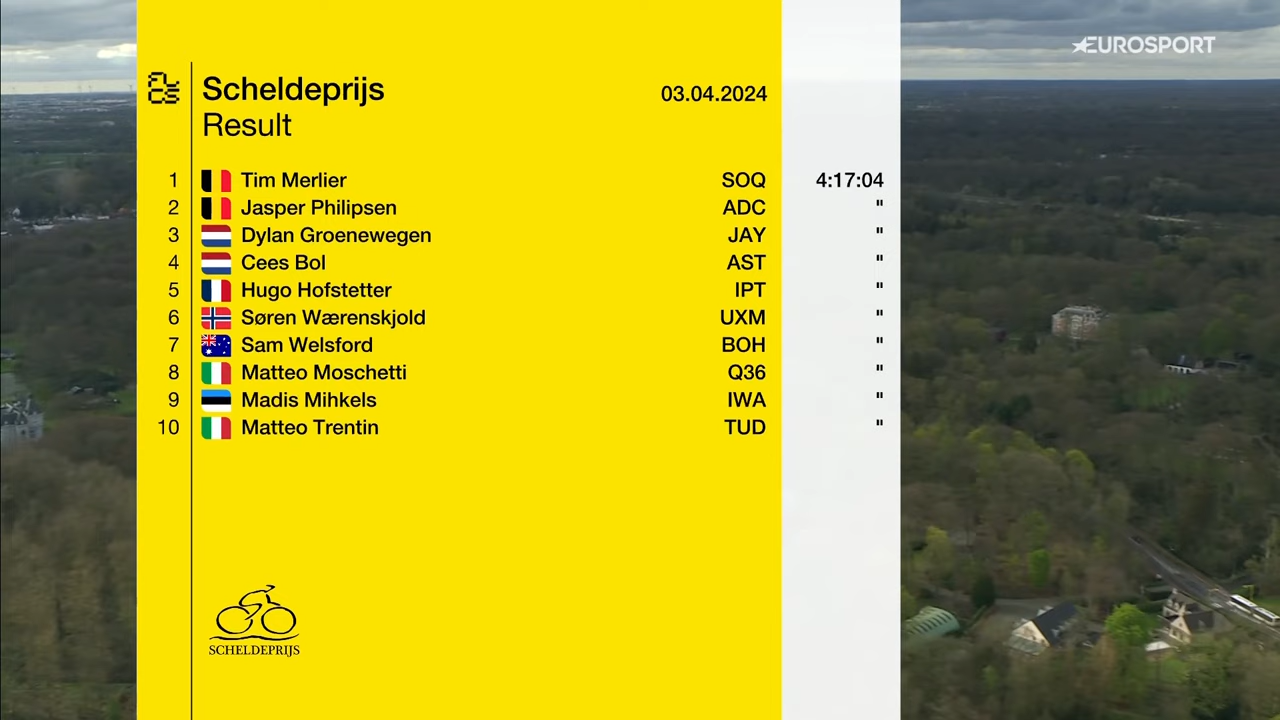 EUROSPORT
Scheldeprijs 03.04.2024
Result
1 Tim Merlier SOQ 4:17:04
2 Jasper Philipsen ADC "
3 Dylan Groenewegen JAY "
4 Cees Bol AST "
5 Hugo Hofstetter IPT "
6 Søren Wærenskjold UXM "
7 Sam Welsford BOH "
8 Matteo Moschetti Q36 "
9 Madis Mihkels IWA "
10 Matteo Trentin TUD "
SCHELDEPRIJS